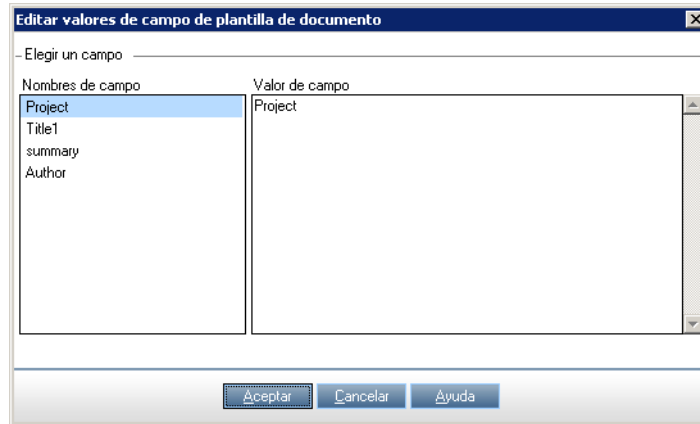 Editar valores de campo de plantilla de documento
Elegir un campo
Nombres de campo
Valor de campo
Project
Project
Title1
summary
Author
Aceptar
Cancelar
Ayuda